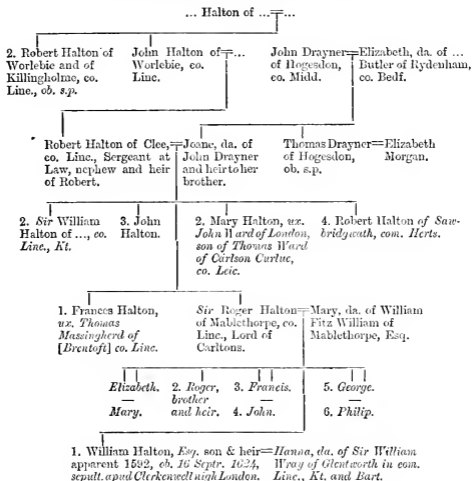 ... Halton of ...=...
2. Robert Halton of Worlebie and of Killingholme, co. Linc., ob. s.p.
John Halton of=... Worlebie, co. Linc.
John Drayner=Elizabeth, da. of ...
of Hogesdon, co. Midd.
Butler of Rydenham, co. Bedf.
Robert Halton of Clee,=Joane, da. of
co. Linc., Sergeant at Law, nephew and heir of Robert.
John Drayner and heir to her brother.
Thomas Drayner=Elizabeth
of Hogesdon, ob. s.p.
Morgan.
2. Sir William Halton of ..., co. Linc., Kt.
3. John Halton.
2. Mary Halton, ux. John Ward of London, son of Thomas Ward of Carlson Curlue, co. Leic.
4. Robert Halton of Sawbridgwath, com. Herts.
1. Frances Halton, ux. Thomas Massingherd of [Brentoft] co. Linc.
Sir Roger Halton=Mary, da. of William
of Mablethorpe, co. Linc., Lord of Carltons.
Fitz William of Mablethorpe, Esq.
Elizabeth.
—
Mary.
2. Roger, brother and heir.
3. Francis.
—
4. John.
5. George.
—
6. Philip.
1. William Halton, Esq. son & heir=Hanna, da. of Sir William
apparent 1592, ob. 16 Septr. 1624, sepult. apud Clerkenwell nigh London.
Wray of Glentworth in com. Linc., Kt. and Bart.